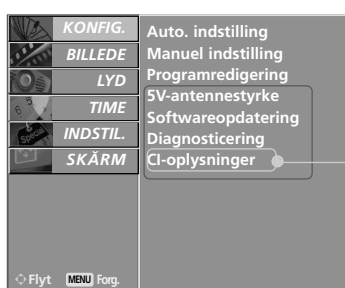 KONFIG.
BILLEDE
LYD
TIME
INDSTIL.
SKÄRM
Auto. indstilling
Manuel indstilling
Programredigering
5V-antennestyrke
Softwareopdatering
Diagnosticering
CI-oplysninger
Flyt MENU Forg.